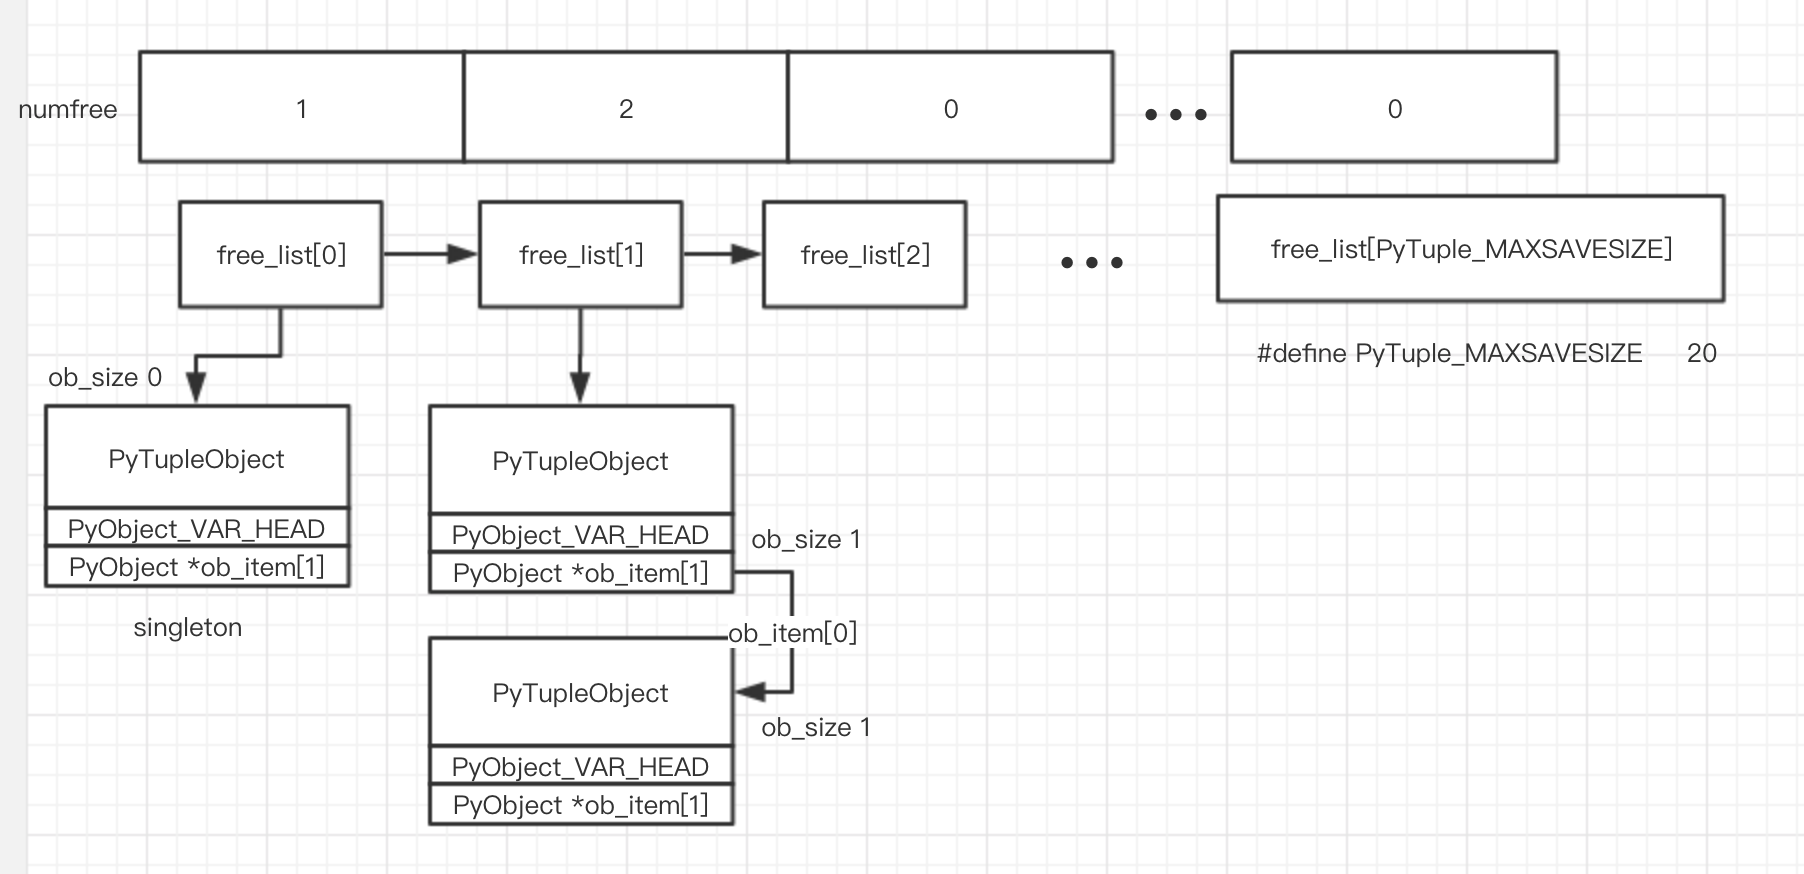 numfree
1
2
0
0
free_list[0]
free_list[1]
free_list[2]
free_list[PyTuple_MAXSAVESIZE]
#define PyTuple_MAXSAVESIZE 20
ob_size 0
PyTupleObject
PyObject_VAR_HEAD
PyObject *ob_item[1]
singleton
PyTupleObject
PyObject_VAR_HEAD
PyObject *ob_item[1]
ob_size 1
ob_item[0]
PyTupleObject
ob_size 1
PyObject_VAR_HEAD
PyObject *ob_item[1]